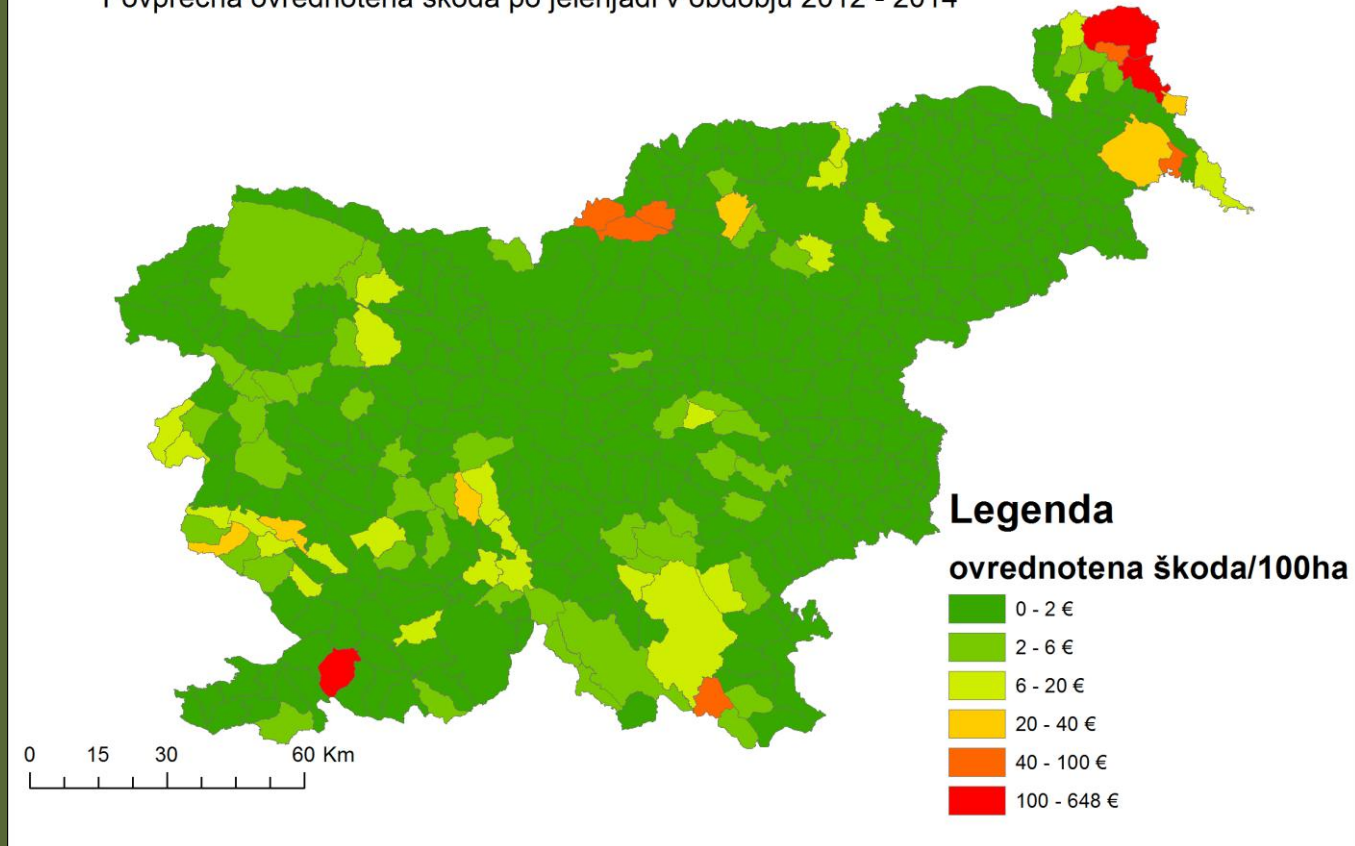 Povprečna ovrednotena škoda po jelenjadi v obdobju 2012 - 2014
Legenda
ovrednotena škoda/100ha
0 - 2 €
2 - 6 €
6 - 20 €
20 - 40 €
40 - 100 €
100 - 648 €
0 15 30 60 Km